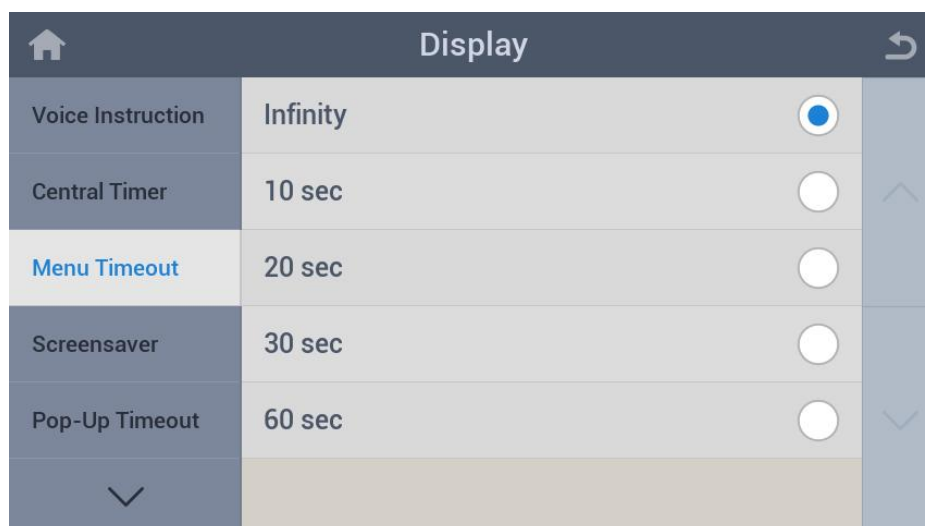 Display
Voice Instruction
Central Timer
Menu Timeout
Screensaver
Pop-Up Timeout
Infinity
10 sec
20 sec
30 sec
60 sec